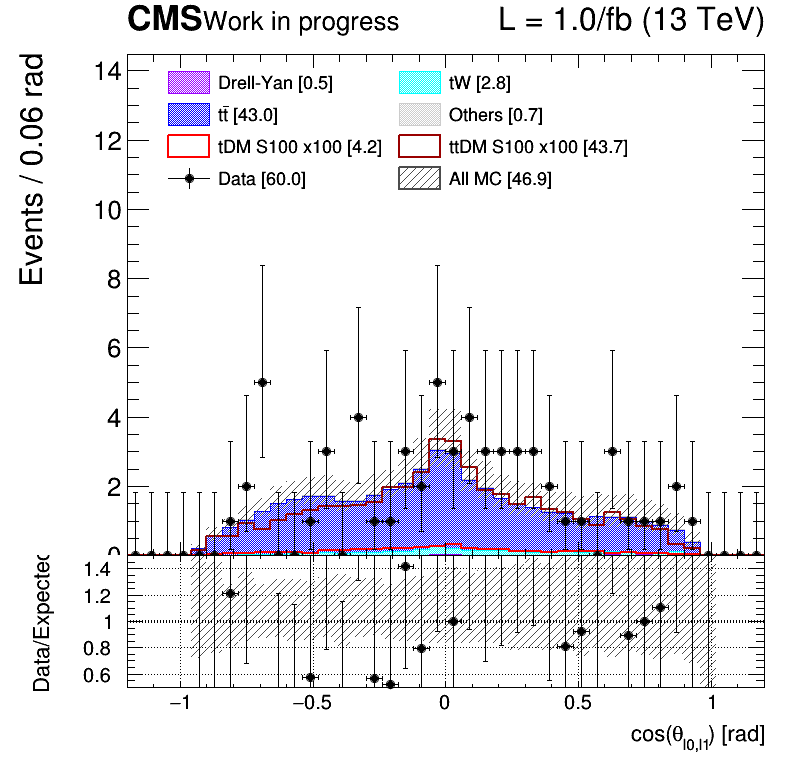 CMS Work in progress L = 1.0/fb (13 TeV)
Events / 0.06 rad
14
12
10
8
6
4
2
0
Drell-Yan [0.5] tW [2.8]
tt̄ [43.0] Others [0.7]
tDM S100 x100 [4.2] ttDM S100 x100 [43.7]
Data [60.0] All MC [46.9]
Data/Expected
1.4
1.2
1
0.8
0.6
−1 −0.5 0 0.5 1
cos(θl0,l1) [rad]